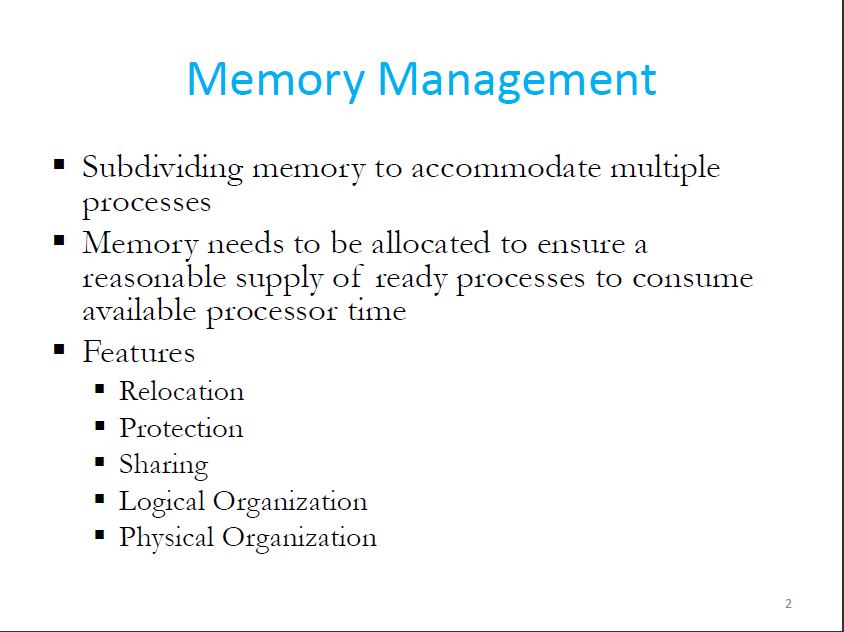 Memory Management
▪ Subdividing memory to accommodate multiple
processes
▪ Memory needs to be allocated to ensure a
reasonable supply of ready processes to consume
available processor time
▪ Features
▪ Relocation
▪ Protection
▪ Sharing
▪ Logical Organization
▪ Physical Organization
2